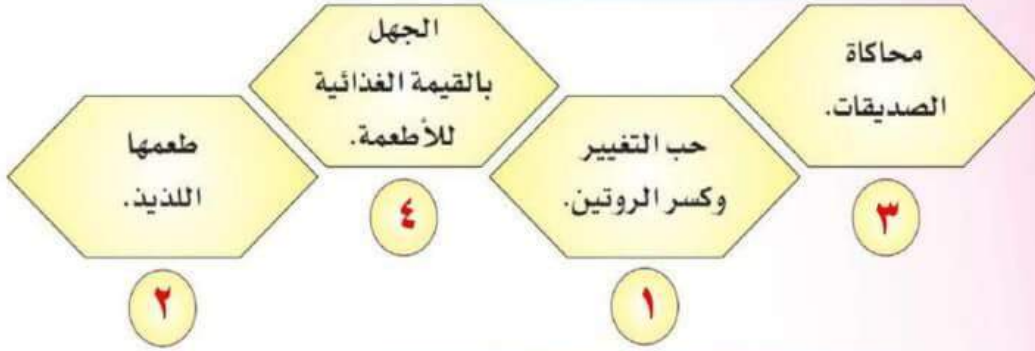 محاكاة
الصديقات.
٣
حب التغيير
وكسر الروتين.
١
الجهل
بالقيمة الغذائية
للأطعمة.
٤
طعمها
اللذيذ.
٢